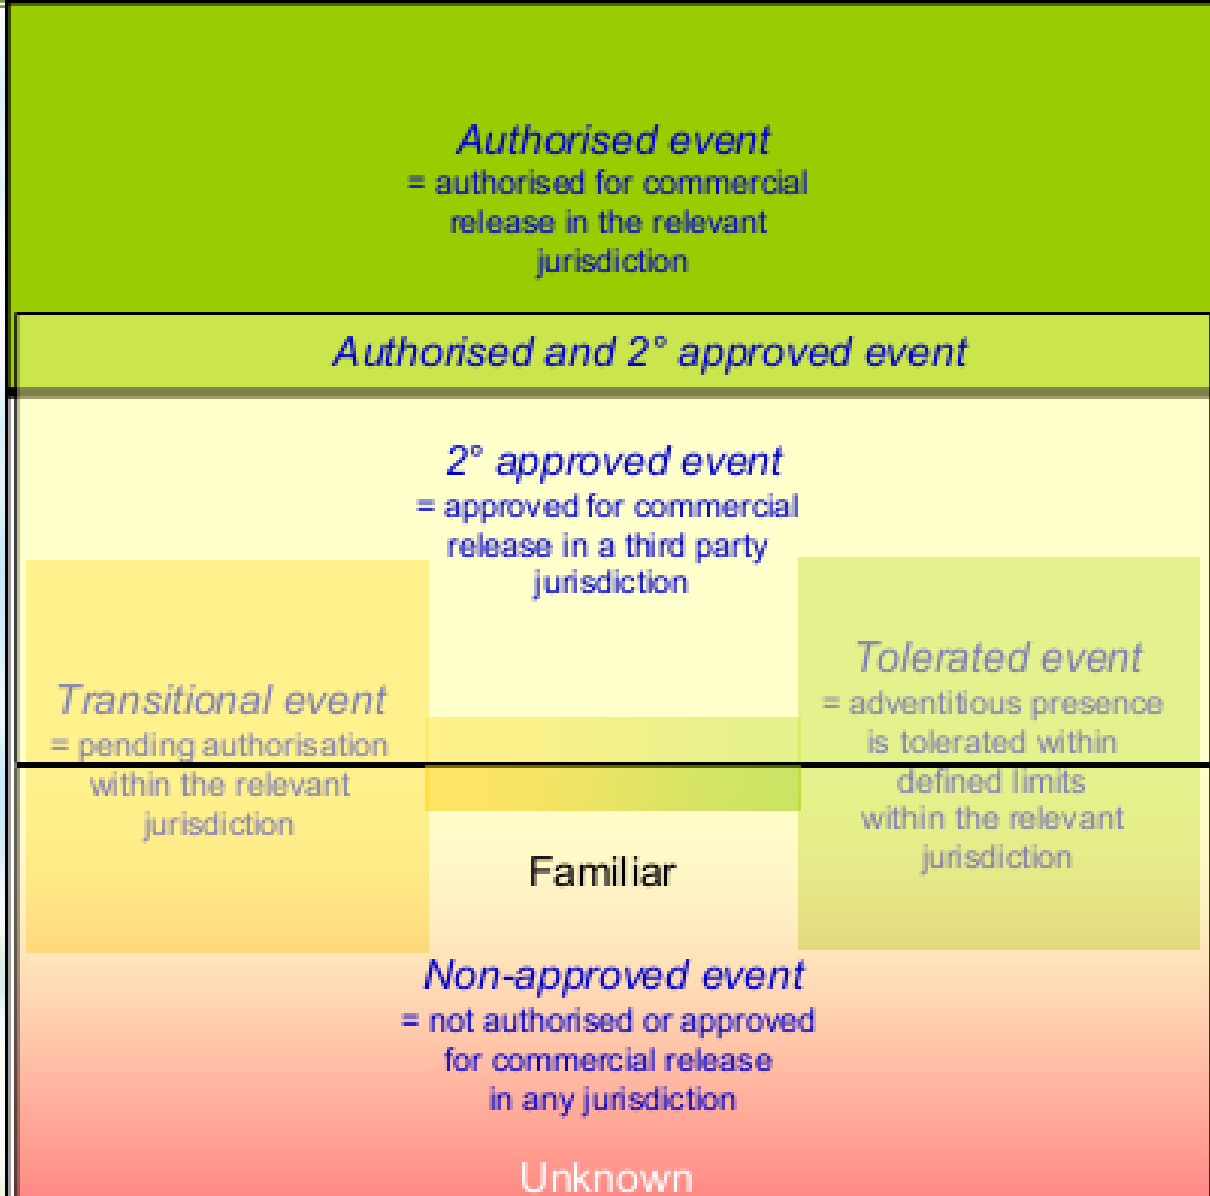 Authorised event
= authorised for commercial
release in the relevant
jurisdiction
Authorised and 2° approved event
2° approved event
= approved for commercial
release in a third party
jurisdiction
Transitional event
= pending authorisation
within the relevant
jurisdiction
Tolerated event
= adventitious presence
is tolerated within
defined limits
within the relevant
jurisdiction
Familiar
Non-approved event
= not authorised or approved
for commercial release
in any jurisdiction
Unknown